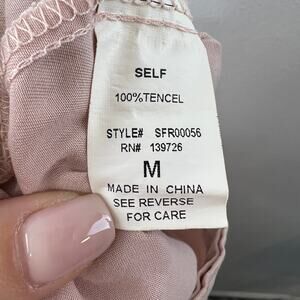 SELF
100%TENCEL
STYLE# SFR00056
RN# 139726
M
MADE IN CHINA
SEE REVERSE
FOR CARE